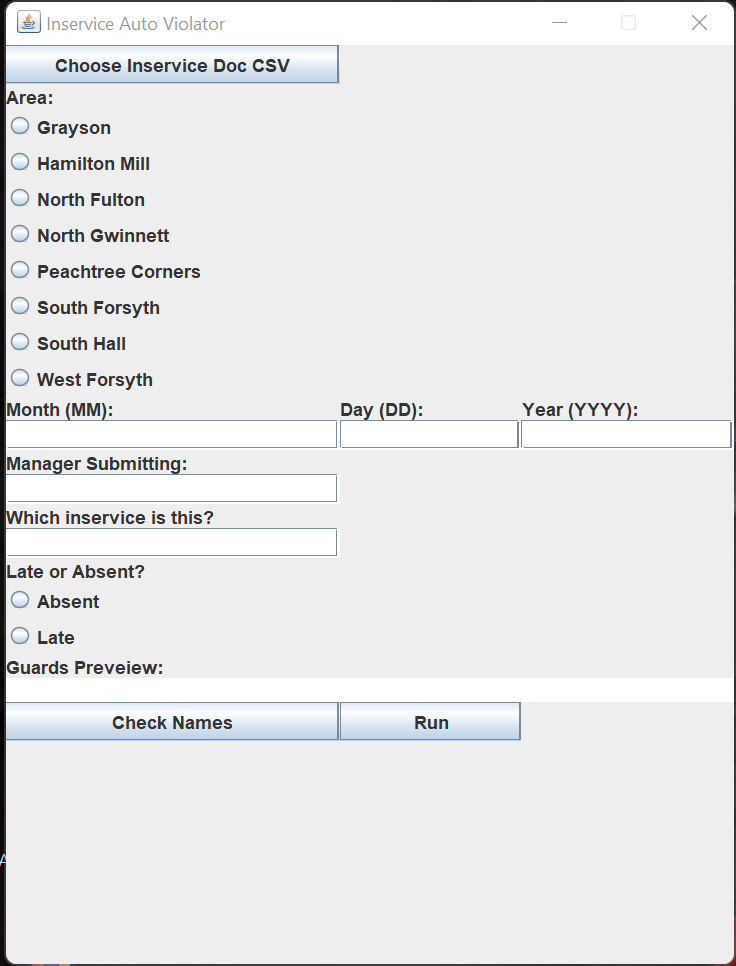 Inservice Auto Violator
Choose Inservice Doc CSV
Area:
Grayson
Hamilton Mill
North Fulton
North Gwinnett
Peachtree Corners
South Forsyth
South Hall
West Forsyth
Month (MM): Day (DD): Year (YYYY):
Manager Submitting:
Which inservice is this?
Late or Absent?
Absent
Late
Guards Preveiew:
Check Names Run